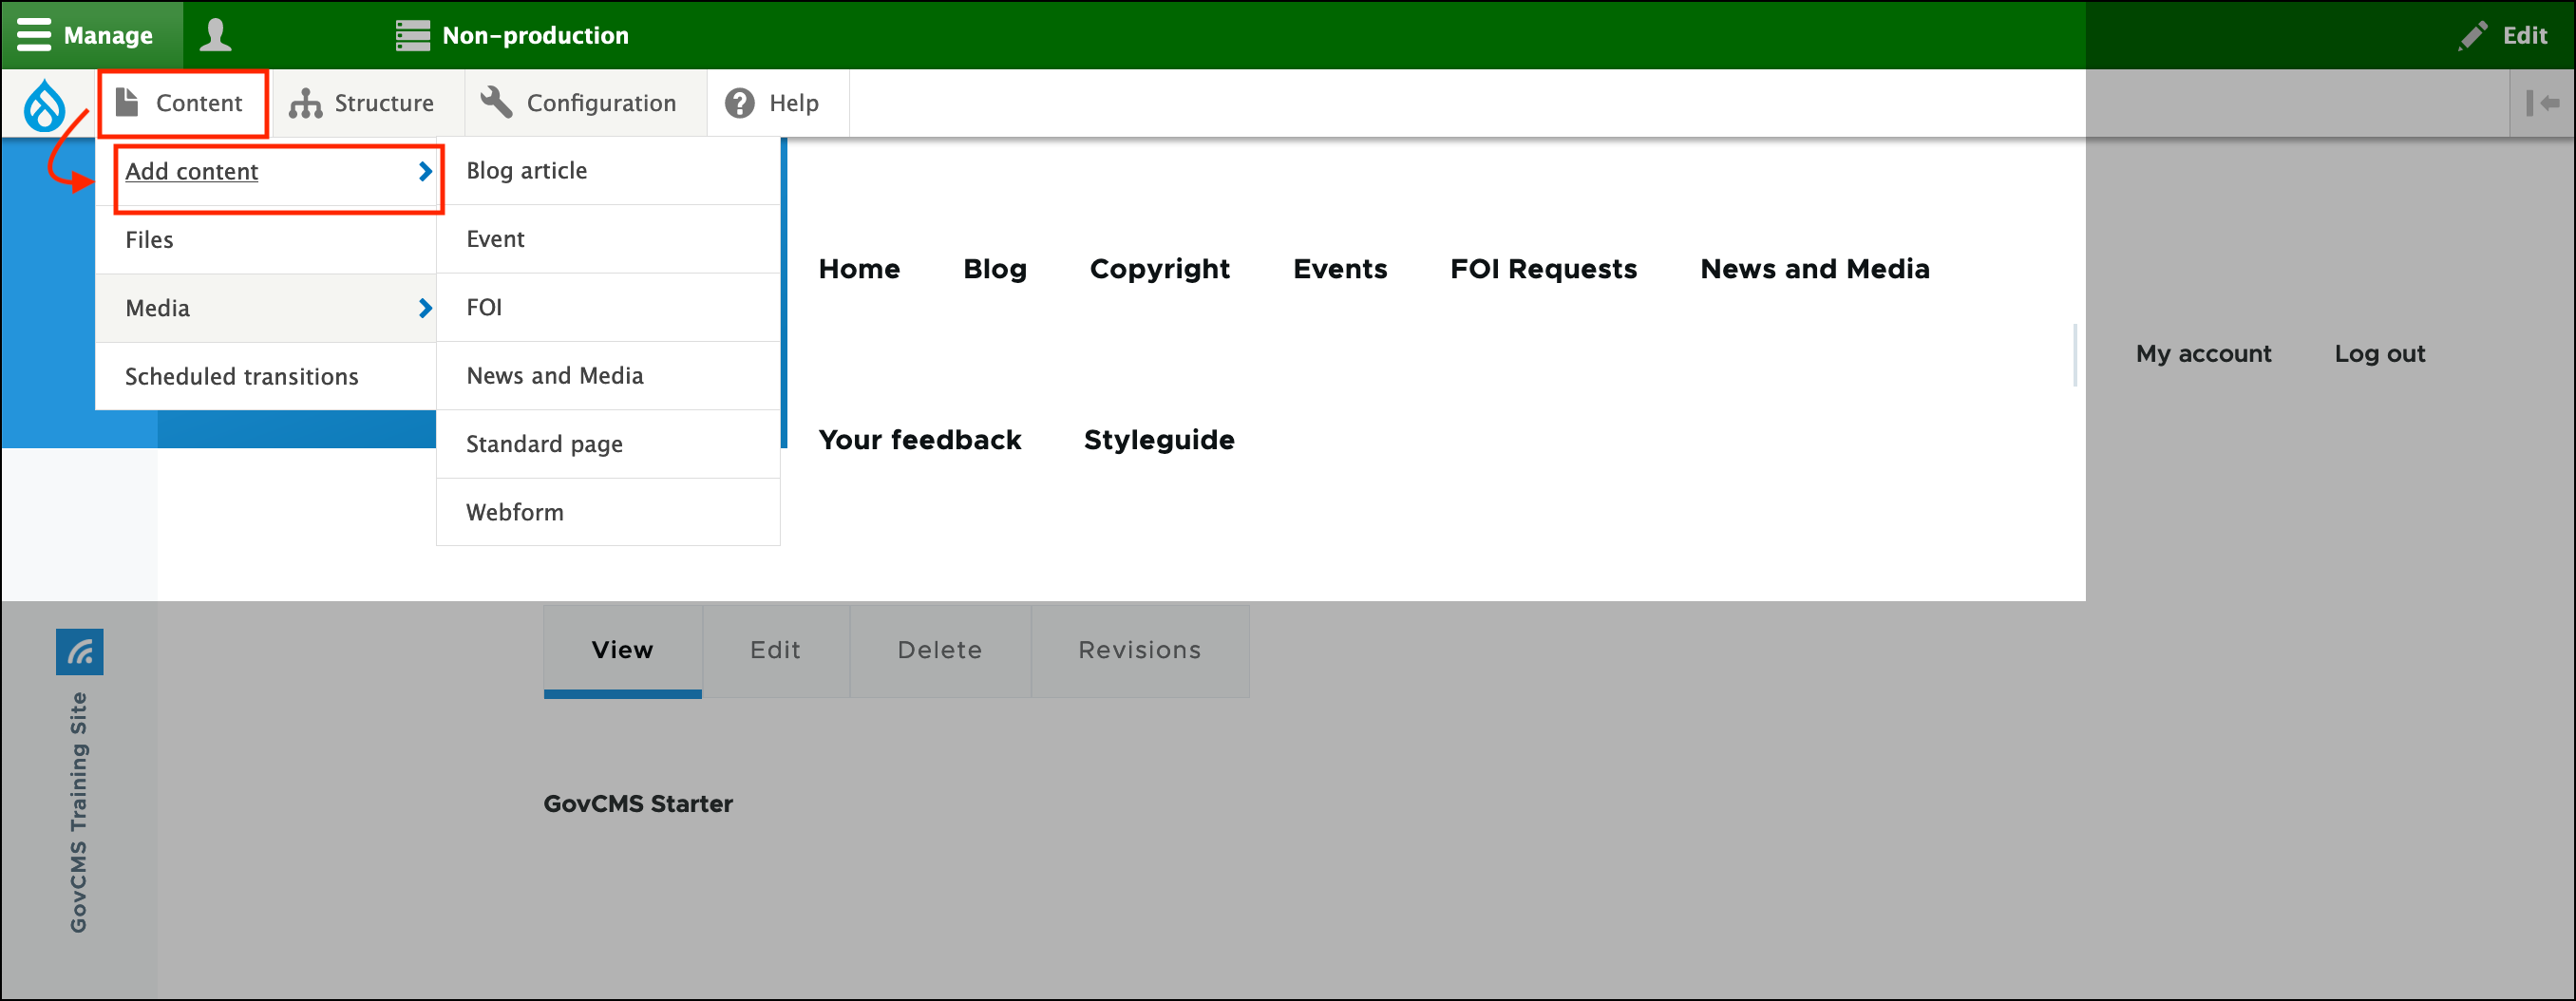 Manage Non-production Edit
Content Structure Configuration Help
Add content
Files
Media
Scheduled transitions
Blog article
Event
FOI
News and Media
Standard page
Webform
Home Blog Copyright Events FOI Requests News and Media
Your feedback Styleguide
My account Log out
View Edit Delete Revisions
GovCMS Training Site
GovCMS Starter